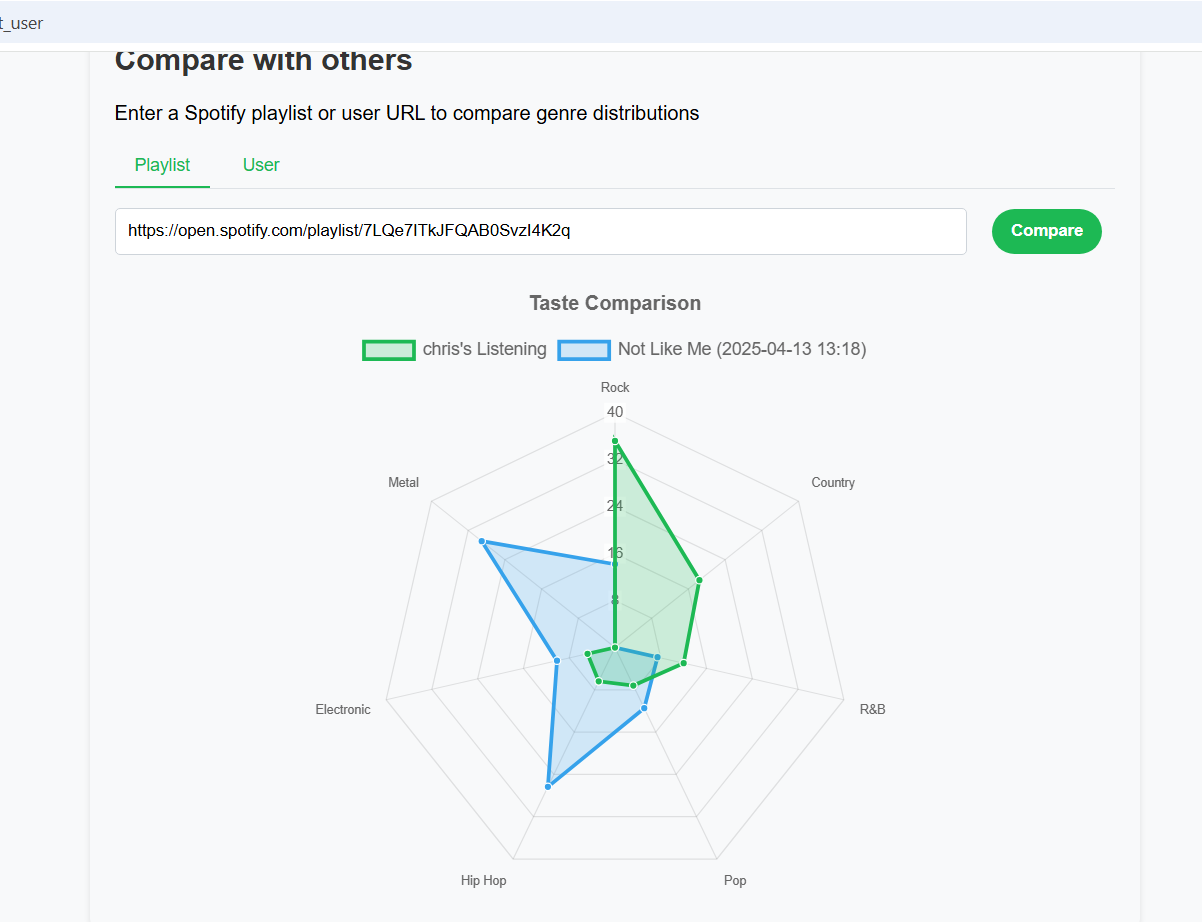 t_user
Compare with others
Enter a Spotify playlist or user URL to compare genre distributions
Playlist User
https://open.spotify.com/playlist/7LQe7ITkJFQAB0SvzI4K2q Compare
Taste Comparison
chris's Listening Not Like Me (2025-04-13 13:18)
Rock
40
32
Metal Country
24
16
8
Electronic R&B
Hip Hop Pop